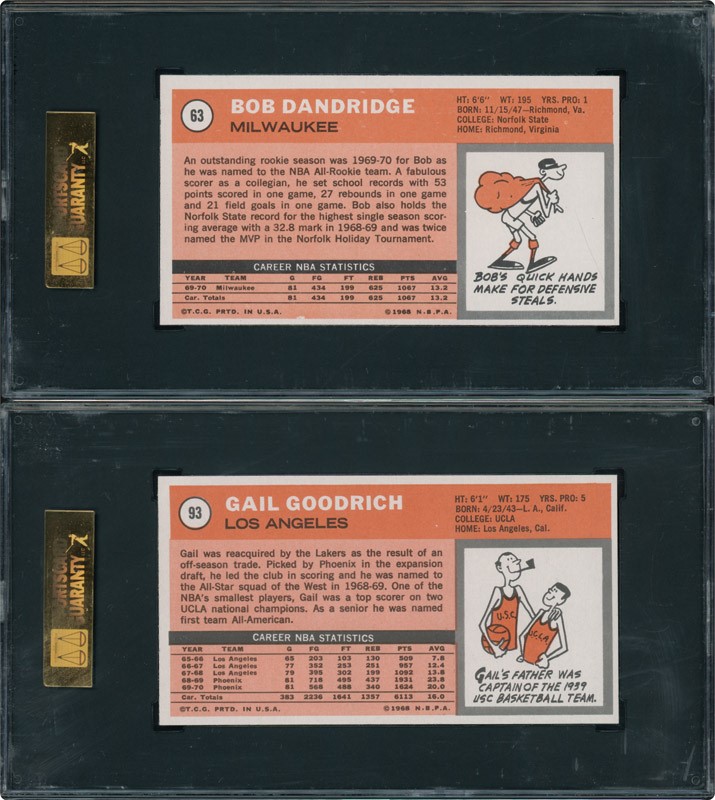 63
BOB DANDRIDGE
MILWAUKEE
HT: 6'6" WT: 195 YRS. PRO: 1
BORN: 11/15/47—Richmond, Va.
COLLEGE: Norfolk State
HOME: Richmond, Virginia
An outstanding rookie season was 1969-70 for Bob as
he was named to the NBA All-Rookie team. A fabulous
scorer as a collegian, he set school records with 53
points scored in one game, 27 rebounds in one game
and 21 field goals in one game. Bob also holds the
Norfolk State record for the highest single season scor-
ing average with a 32.8 mark in 1968-69 and was twice
named the MVP in the Norfolk Holiday Tournament.
BOB'S QUICK HANDS
MAKE FOR DEFENSIVE
STEALS.
CAREER NBA STATISTICS
YEAR TEAM G FG FT REB PTS AVG
69-70 Milwaukee 81 434 199 625 1067 13.2
Car. Totals 81 434 199 625 1067 13.2
©T.C.G. PRTD. IN U.S.A. ©1968 N.B.P.A.
UARANTY
93
GAIL GOODRICH
LOS ANGELES
HT: 6'1" WT: 175 YRS. PRO: 5
BORN: 4/23/43—L. A., Calif.
COLLEGE: UCLA
HOME: Los Angeles, Cal.
Gail was reacquired by the Lakers as the result of an
off-season trade. Picked by Phoenix in the expansion
draft, he led the club in scoring and he was named to
the All-Star squad of the West in 1968-69. One of the
NBA's smallest players, Gail was a top scorer on two
UCLA national champions. As a senior he was named
first team All-American.
U.S.C.
U.C.L.A.
GAIL'S FATHER WAS
CAPTAIN OF THE 1939
USC BASKETBALL TEAM.
CAREER NBA STATISTICS
YEAR TEAM G FG FT REB PTS AVG
65-66 Los Angeles 65 203 103 130 509 7.8
66-67 Los Angeles 77 352 253 251 957 12.4
67-68 Los Angeles 79 395 302 199 1092 13.8
68-69 Phoenix 81 718 495 437 1931 23.8
69-70 Phoenix 81 568 488 340 1624 20.0
Car. Totals 383 2236 1641 1357 6113 16.0
©T.C.G. PRTD. IN U.S.A. ©1968 N.B.P.A.
UARANTY